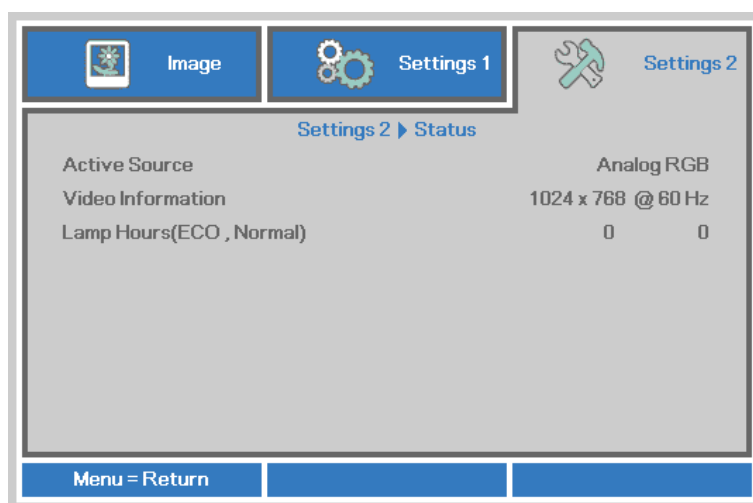 Image
Settings 1
Settings 2
Settings 2 ▶ Status
Active Source Analog RGB
Video Information 1024 x 768 @ 60 Hz
Lamp Hours(ECO , Normal) 0 0
Menu = Return